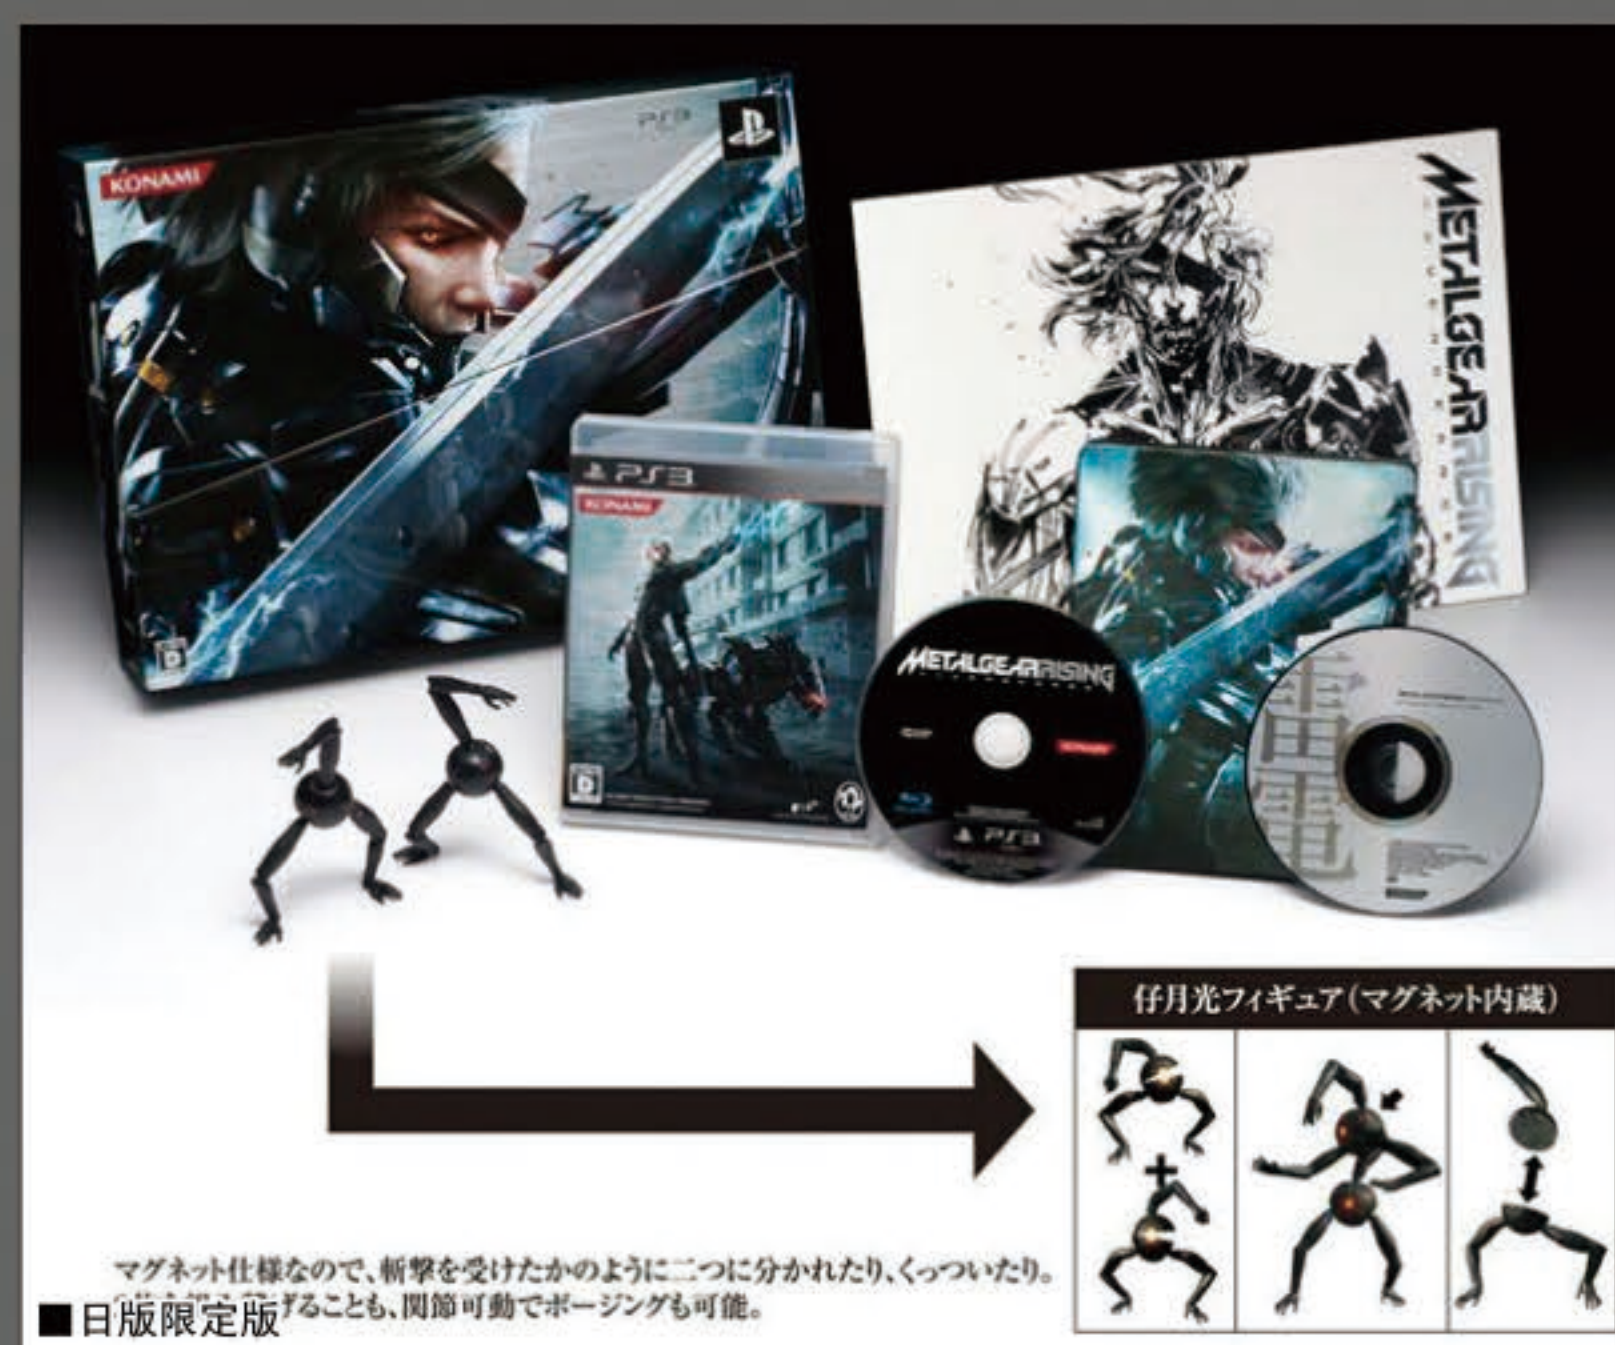 KONAMI
PS3
METAL GEAR RISING
PS3
KONAMI
METAL GEAR RISING
KONAMI
PS3
仔月光フィギュア(マグネット内蔵)
+
マグネット仕様なので、斬撃を受けたかのように二つに分かれたり、くっついたり。
げることも、関節可動でポージングも可能。
■日版限定版